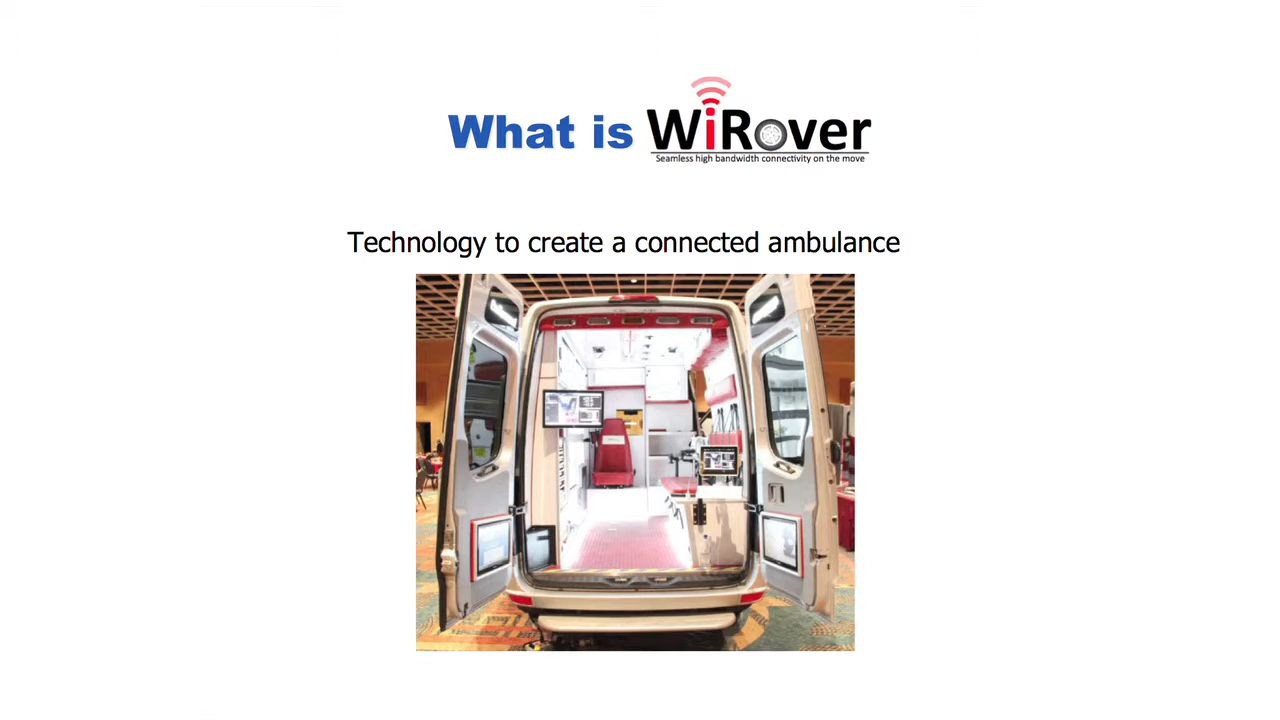 What is WiRover
Seamless high bandwidth connectivity on the move
Technology to create a connected ambulance